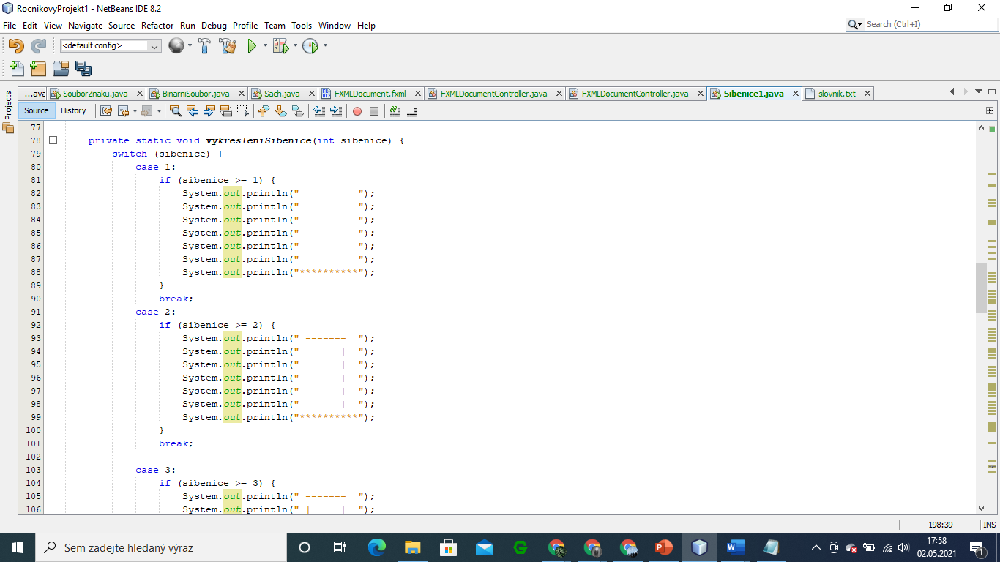 RocnikovyProjekt1 - NetBeans IDE 8.2
File Edit View Navigate Source Refactor Run Debug Profile Team Tools Window Help
Search (Ctrl+I)
<default config>
...ava SouborZnaku.java BinarniSoubor.java Sach.java FXMLDocument.fxml FXMLDocumentController.java FXMLDocumentController.java Sibenice1.java slovnik.txt
Projects
Source History
77
78 private static void vykresleniSibenice(int sibenice) {
79 switch (sibenice) {
80 case 1:
81 if (sibenice >= 1) {
82 System.out.println("          ");
83 System.out.println("          ");
84 System.out.println("          ");
85 System.out.println("          ");
86 System.out.println("          ");
87 System.out.println("          ");
88 System.out.println("**********");
89 }
90 break;
91 case 2:
92 if (sibenice >= 2) {
93 System.out.println(" -------  ");
94 System.out.println("       |  ");
95 System.out.println("       |  ");
96 System.out.println("       |  ");
97 System.out.println("       |  ");
98 System.out.println("       |  ");
99 System.out.println("**********");
100 }
101 break;
102
103 case 3:
104 if (sibenice >= 3) {
105 System.out.println(" -------  ");
106 System.out.println(" |     |  ");
198:39 INS
Sem zadejte hledaný výraz
17:58
02.05.2021
1